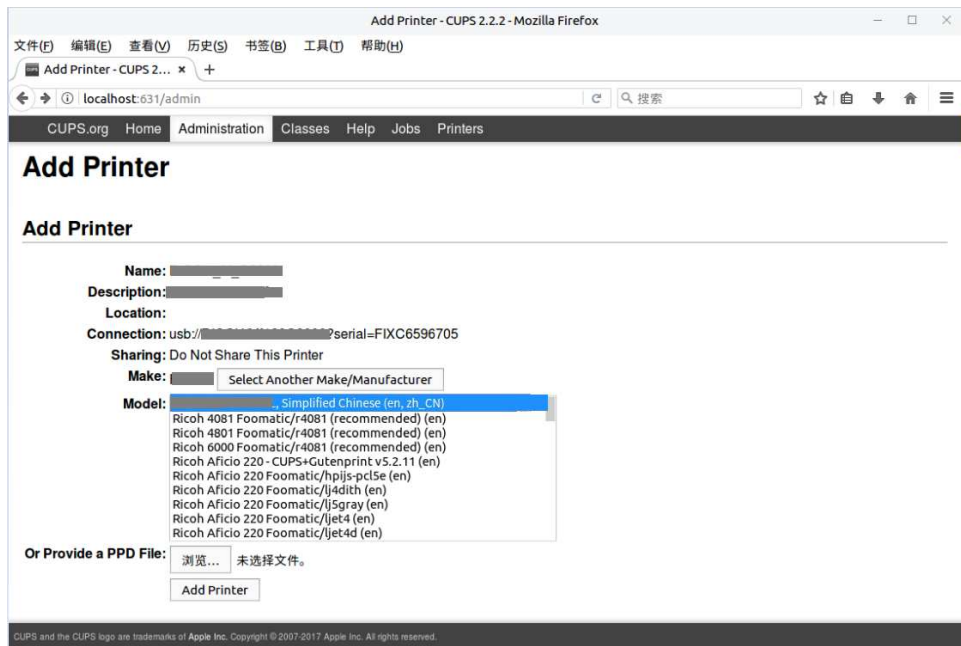 Add Printer - CUPS 2.2.2 - Mozilla Firefox
文件(F) 编辑(E) 查看(V) 历史(S) 书签(B) 工具(T) 帮助(H)
Add Printer - CUPS 2... × +
localhost:631/admin 搜索
CUPS.org Home Administration Classes Help Jobs Printers
Add Printer
Add Printer
Name:
Description:
Location:
Connection: usb:// ?serial=FIXC6596705
Sharing: Do Not Share This Printer
Make: Select Another Make/Manufacturer
Model: ., Simplified Chinese (en, zh_CN)
Ricoh 4081 Foomatic/r4081 (recommended) (en)
Ricoh 4801 Foomatic/r4081 (recommended) (en)
Ricoh 6000 Foomatic/r4081 (recommended) (en)
Ricoh Aficio 220 - CUPS+Gutenprint v5.2.11 (en)
Ricoh Aficio 220 Foomatic/hpijs-pcl5e (en)
Ricoh Aficio 220 Foomatic/lj4dith (en)
Ricoh Aficio 220 Foomatic/lj5gray (en)
Ricoh Aficio 220 Foomatic/ljet4 (en)
Ricoh Aficio 220 Foomatic/ljet4d (en)
Or Provide a PPD File: 浏览... 未选择文件。
Add Printer
CUPS and the CUPS logo are trademarks of Apple Inc. Copyright © 2007-2017 Apple Inc. All rights reserved.